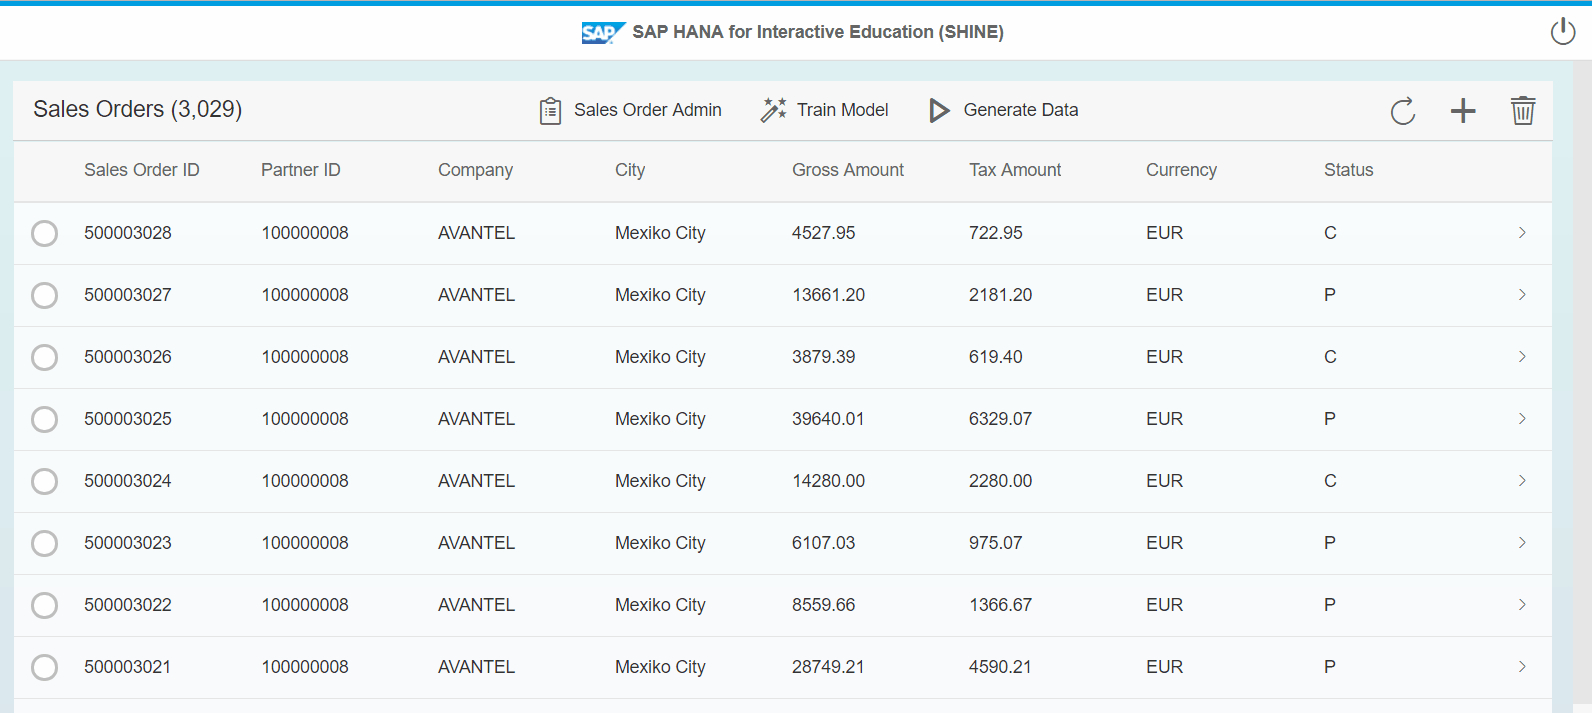 SAP SAP HANA for Interactive Education (SHINE)
Sales Orders (3,029) Sales Order Admin Train Model Generate Data
Sales Order ID Partner ID Company City Gross Amount Tax Amount Currency Status
500003028 100000008 AVANTEL Mexiko City 4527.95 722.95 EUR C
500003027 100000008 AVANTEL Mexiko City 13661.20 2181.20 EUR P
500003026 100000008 AVANTEL Mexiko City 3879.39 619.40 EUR C
500003025 100000008 AVANTEL Mexiko City 39640.01 6329.07 EUR P
500003024 100000008 AVANTEL Mexiko City 14280.00 2280.00 EUR C
500003023 100000008 AVANTEL Mexiko City 6107.03 975.07 EUR P
500003022 100000008 AVANTEL Mexiko City 8559.66 1366.67 EUR P
500003021 100000008 AVANTEL Mexiko City 28749.21 4590.21 EUR P